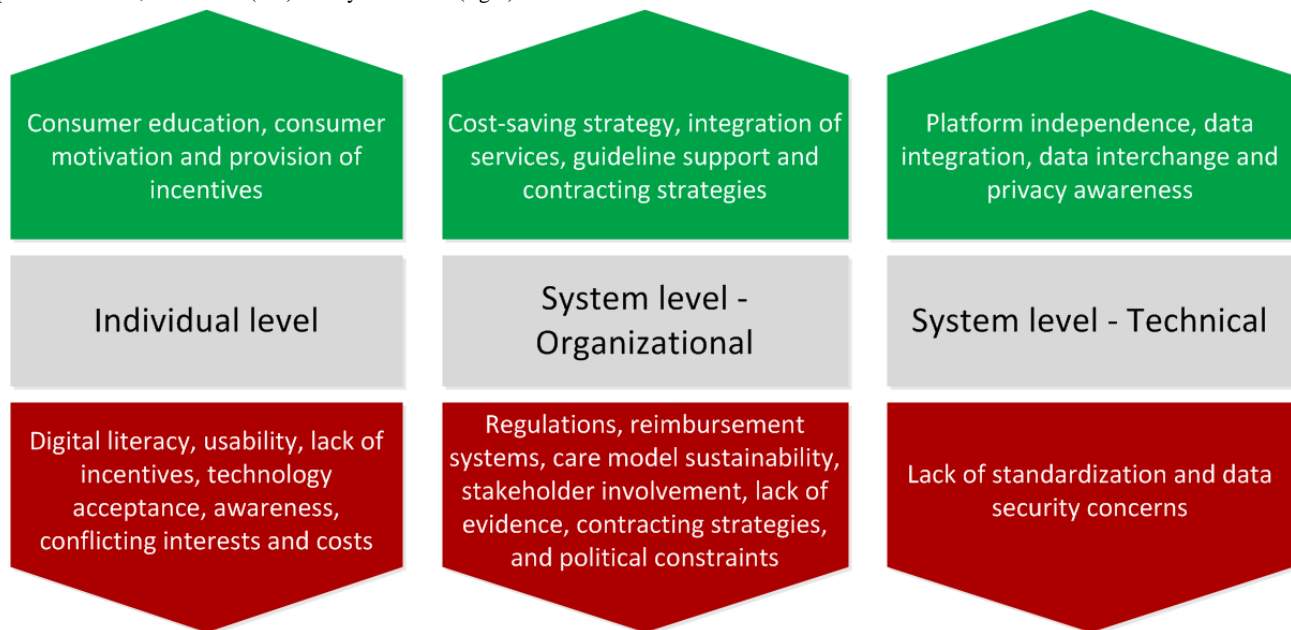 Consumer education, consumer
motivation and provision of
incentives
Cost-saving strategy, integration of
services, guideline support and
contracting strategies
Platform independence, data
integration, data interchange and
privacy awareness
Individual level
System level -
Organizational
System level - Technical
Digital literacy, usability, lack of
incentives, technology
acceptance, awareness,
conflicting interests and costs
Regulations, reimbursement
systems, care model sustainability,
stakeholder involvement, lack of
evidence, contracting strategies,
and political constraints
Lack of standardization and data
security concerns